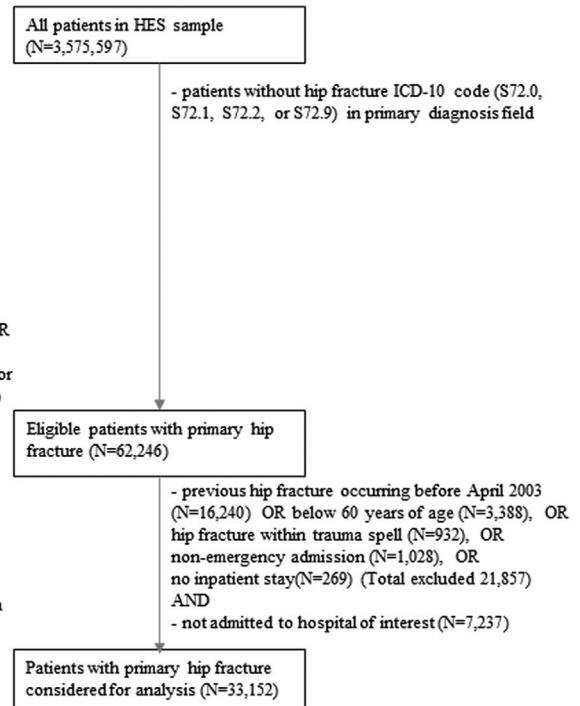 All patients in HES sample
(N=3,575,597)
- patients without hip fracture ICD-10 code (S72.0,
S72.1, S72.2, or S72.9) in primary diagnosis field
R
or
)
Eligible patients with primary hip
fracture (N=62,246)
- previous hip fracture occurring before April 2003
(N=16,240) OR below 60 years of age (N=3,388), OR
hip fracture within trauma spell (N=932), OR
non-emergency admission (N=1,028), OR
no inpatient stay(N=269) (Total excluded 21,857)
AND
- not admitted to hospital of interest (N=7,237)
Patients with primary hip fracture
considered for analysis (N=33,152)